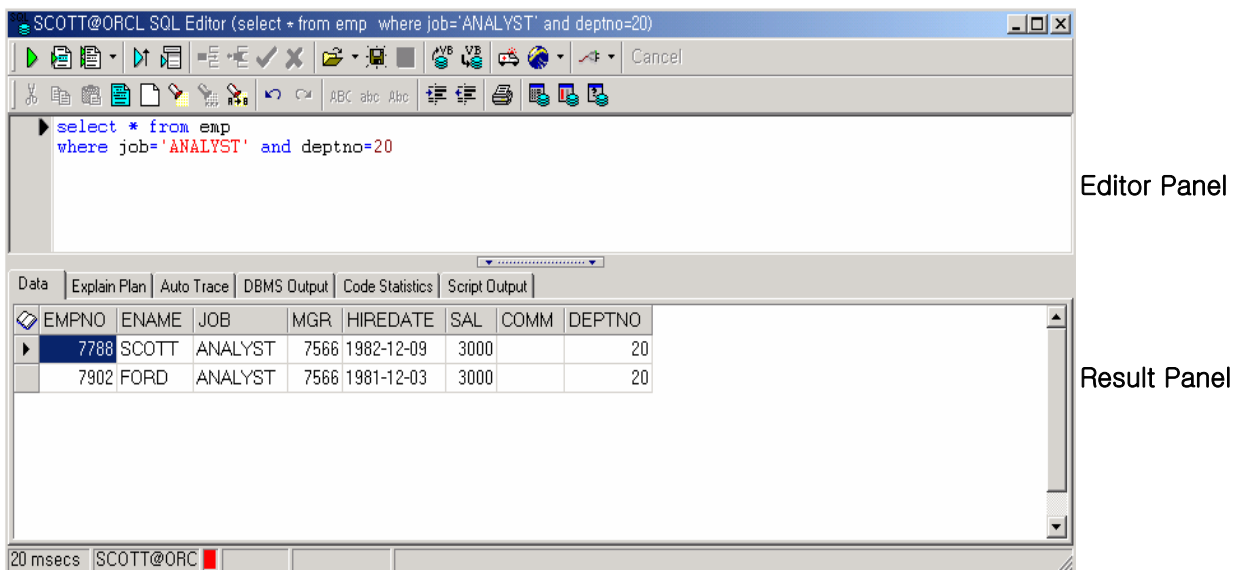 SCOTT@ORCL SQL Editor (select * from emp where job='ANALYST' and deptno=20)
Cancel
ABC abc Abc
select * from emp
where job='ANALYST' and deptno=20
Editor Panel
Data Explain Plan Auto Trace DBMS Output Code Statistics Script Output
EMPNO ENAME JOB MGR HIREDATE SAL COMM DEPTNO
7788 SCOTT ANALYST 7566 1982-12-09 3000 20
7902 FORD ANALYST 7566 1981-12-03 3000 20
Result Panel
20 msecs SCOTT@ORC